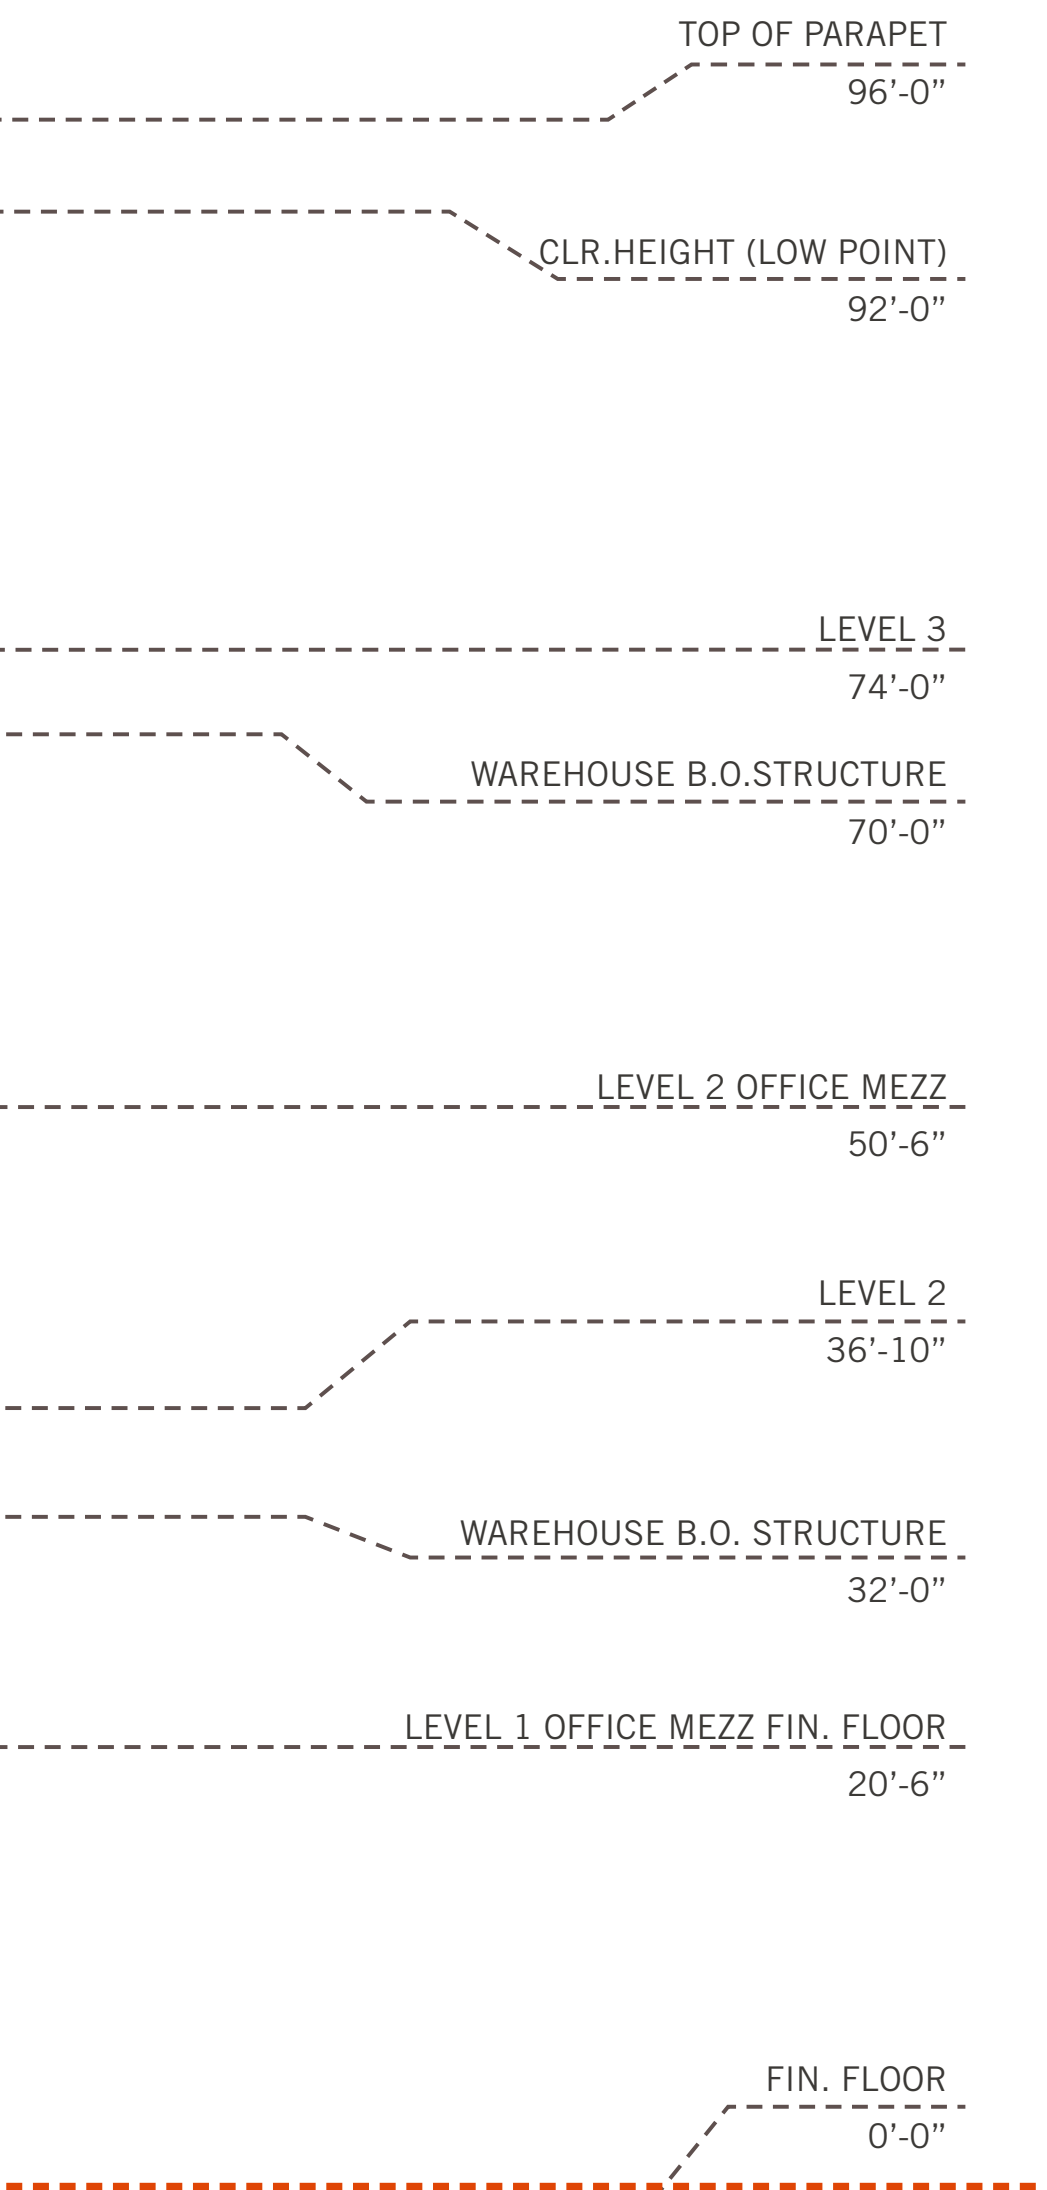 TOP OF PARAPET
96’-0”
CLR.HEIGHT (LOW POINT)
92’-0”
LEVEL 3
74’-0”
WAREHOUSE B.O.STRUCTURE
70’-0”
LEVEL 2 OFFICE MEZZ
50’-6”
LEVEL 2
36’-10”
WAREHOUSE B.O. STRUCTURE
32’-0”
LEVEL 1 OFFICE MEZZ FIN. FLOOR
20’-6”
FIN. FLOOR
0’-0”